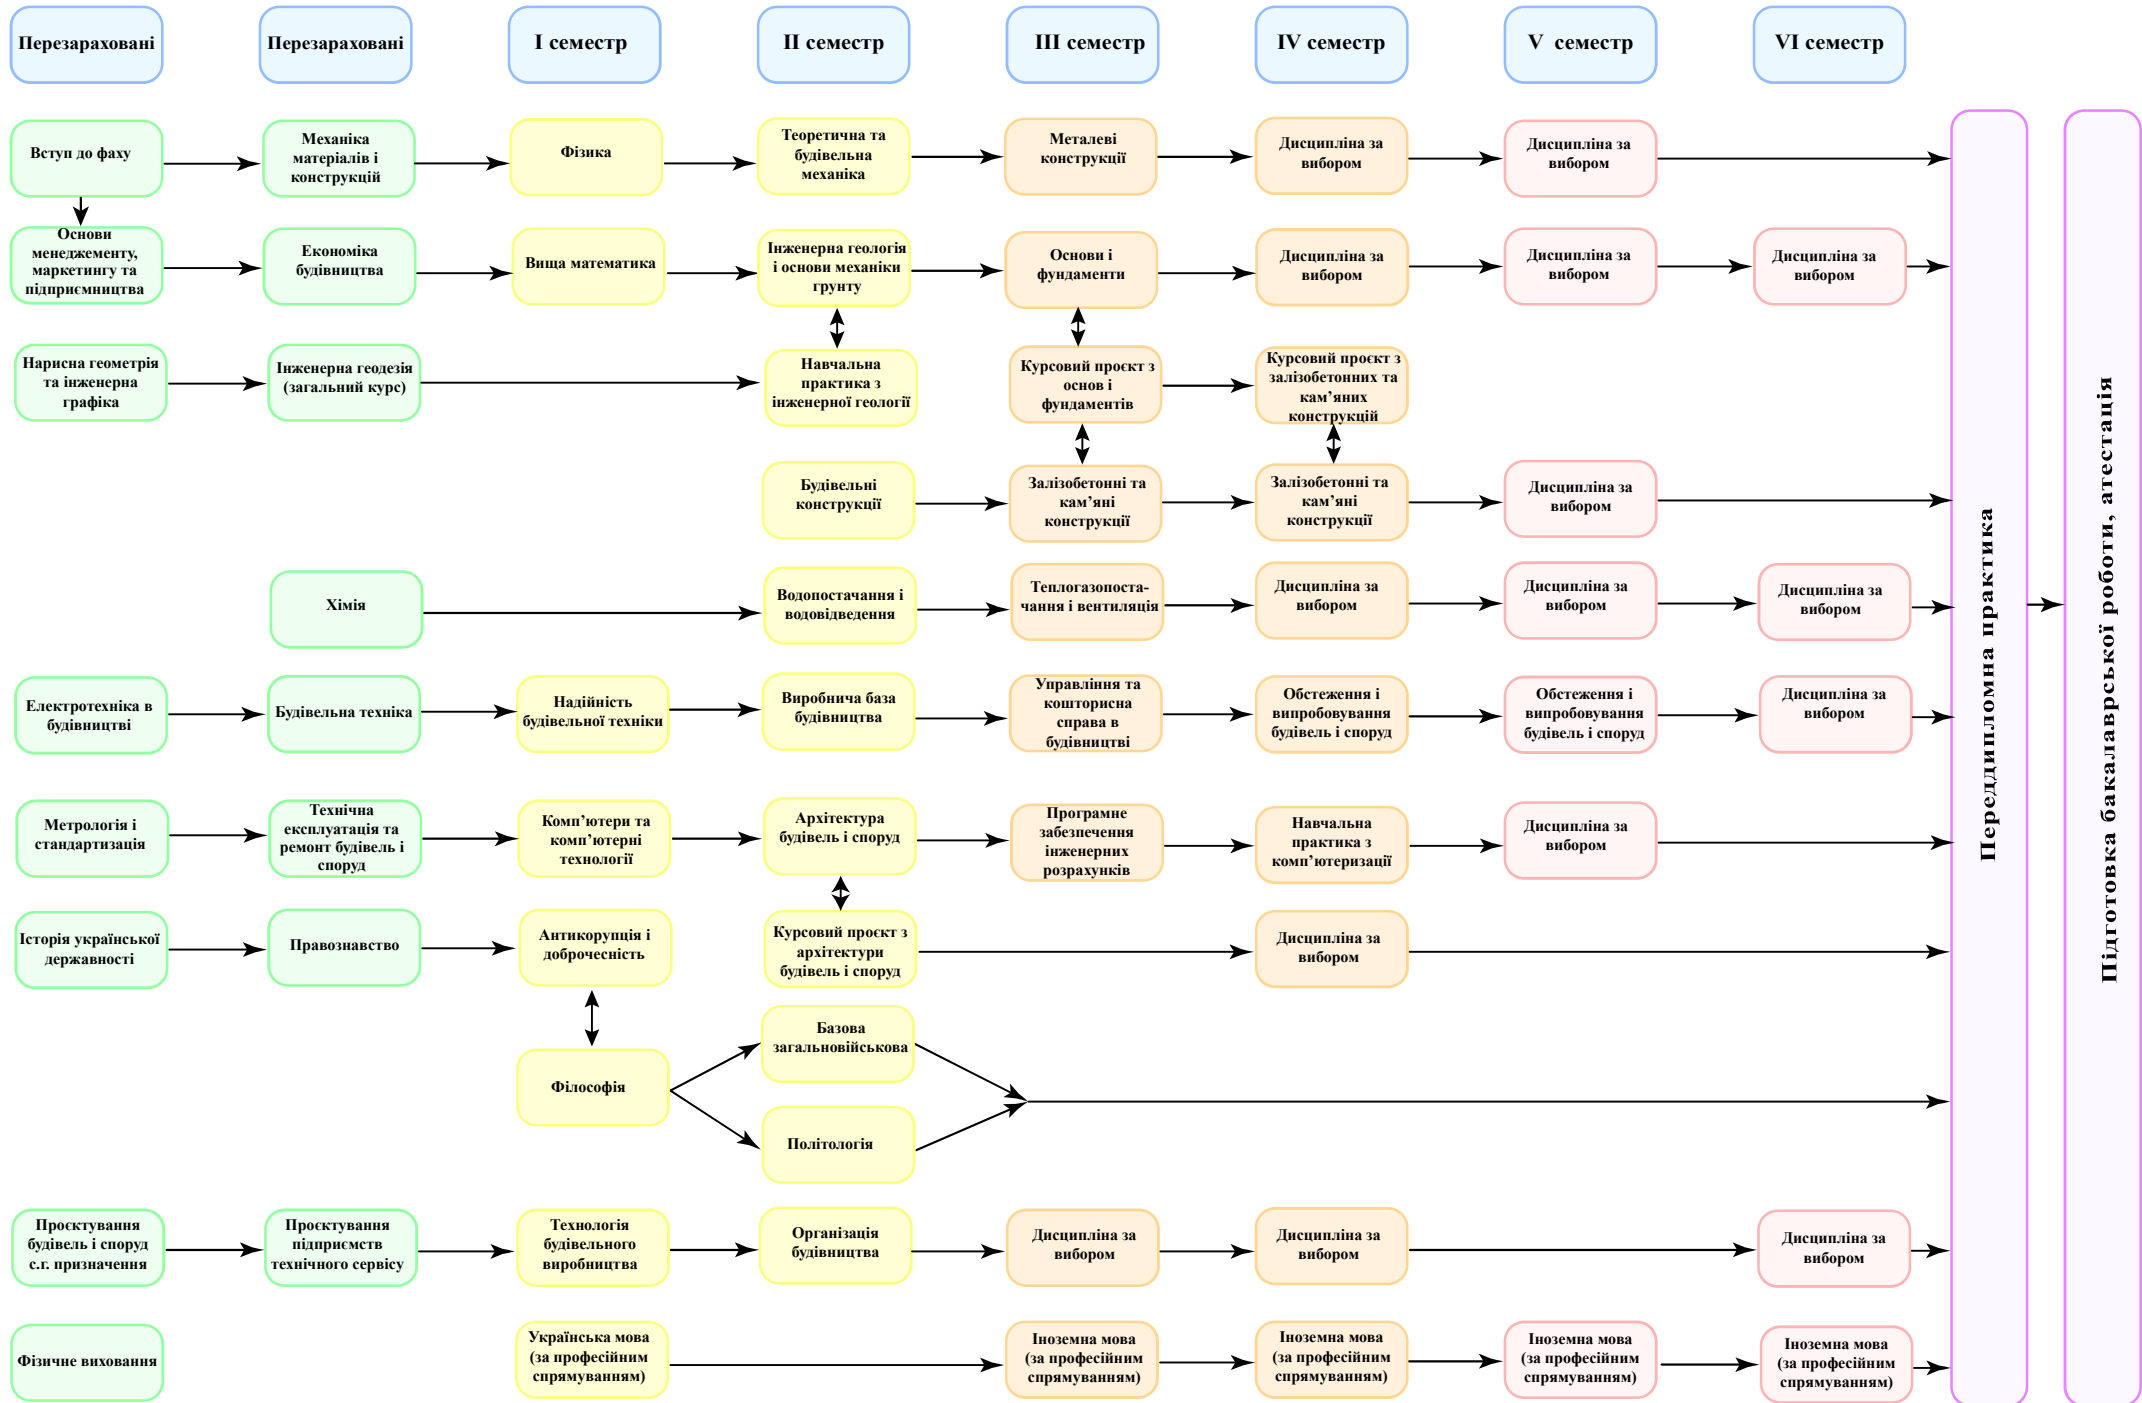 Перезараховані
Перезараховані
I семестр
II семестр
III семестр
IV семестр
V семестр
VI семестр
Вступ до фаху
Механіка
матеріалів і
конструкцій
Фізика
Теоретична та
будівельна
механіка
Металеві
конструкції
Дисципліна за
вибором
Дисципліна за
вибором
Основи
менеджменту,
маркетингу та
підприємництва
Економіка
будівництва
Вища математика
Інженерна геологія
і основи механіки
грунту
Основи і
фундаменти
Дисципліна за
вибором
Дисципліна за
вибором
Дисципліна за
вибором
Нарисна геометрія
та інженерна
графіка
Інженерна геодезія
(загальний курс)
Навчальна
практика з
інженерної геології
Курсовий проєкт з
основ і
фундаментів
Курсовий проєкт з
залізобетонних та
кам’яних
конструкцій
Будівельні
конструкції
Залізобетонні та
кам’яні
конструкції
Залізобетонні та
кам’яні
конструкції
Дисципліна за
вибором
Хімія
Водопостачання і
водовідведення
Теплогазопоста-
чання і вентиляція
Дисципліна за
вибором
Дисципліна за
вибором
Дисципліна за
вибором
Електротехніка в
будівництві
Будівельна техніка
Надійність
будівельної техніки
Виробнича база
будівництва
Управління та
кошторисна
справа в
будівництві
Обстеження і
випробовування
будівель і споруд
Обстеження і
випробовування
будівель і споруд
Дисципліна за
вибором
Метрологія і
стандартизація
Технічна
експлуатація та
ремонт будівель і
споруд
Комп’ютери та
комп’ютерні
технології
Архітектура
будівель і споруд
Програмне
забезпечення
інженерних
розрахунків
Навчальна
практика з
комп’ютеризації
Дисципліна за
вибором
Історія української
державності
Правознавство
Антикорупція і
доброчесність
Курсовий проєкт з
архітектури
будівель і споруд
Дисципліна за
вибором
Філософія
Базова
загальновійськова
Політологія
Проєктування
будівель і споруд
с.г. призначення
Проєктування
підприємств
технічного сервісу
Технологія
будівельного
виробництва
Організація
будівництва
Дисципліна за
вибором
Дисципліна за
вибором
Дисципліна за
вибором
Фізичне виховання
Українська мова
(за професійним
спрямуванням)
Іноземна мова
(за професійним
спрямуванням)
Іноземна мова
(за професійним
спрямуванням)
Іноземна мова
(за професійним
спрямуванням)
Іноземна мова
(за професійним
спрямуванням)
Переддипломна практика
Підготовка бакалаврської роботи, атестація